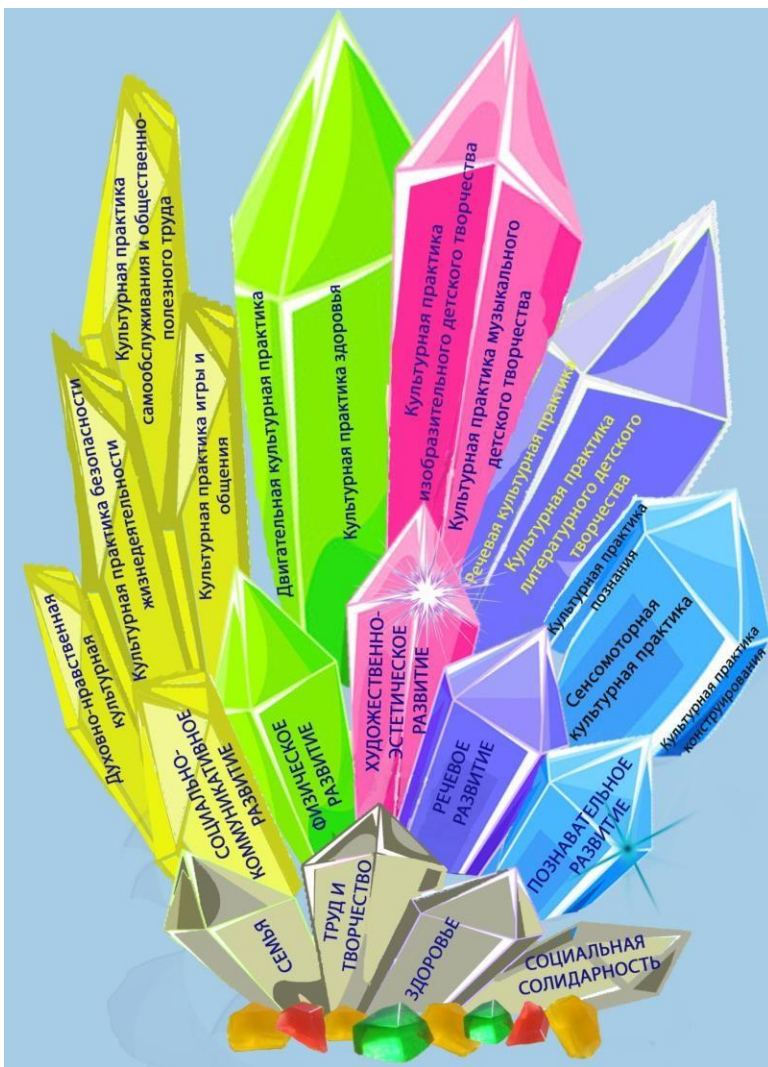 Культурная практика
самообслуживания и общественно-
полезного труда
Культурная практика безопасности
жизнедеятельности
Культурная практика игры и
общения
Духовно-нравственная
культурная
Двигательная культурная практика
Культурная практика здоровья
Культурная практика
изобразительного детского творчества
Культурная практика музыкального
детского творчества
Речевая культурная практика
Культурная практика
литературного детского
творчества
Культурная практика
познания
Сенсомоторная
культурная практика
Культурная практика
конструирования
СОЦИАЛЬНО-
КОММУНИКАТИВНОЕ
РАЗВИТИЕ
ФИЗИЧЕСКОЕ
РАЗВИТИЕ
ХУДОЖЕСТВЕННО-
ЭСТЕТИЧЕСКОЕ
РАЗВИТИЕ
РЕЧЕВОЕ
РАЗВИТИЕ
ПОЗНАВАТЕЛЬНОЕ
РАЗВИТИЕ
СЕМЬЯ
ТРУД И
ТВОРЧЕСТВО
ЗДОРОВЬЕ
СОЦИАЛЬНАЯ
СОЛИДАРНОСТЬ